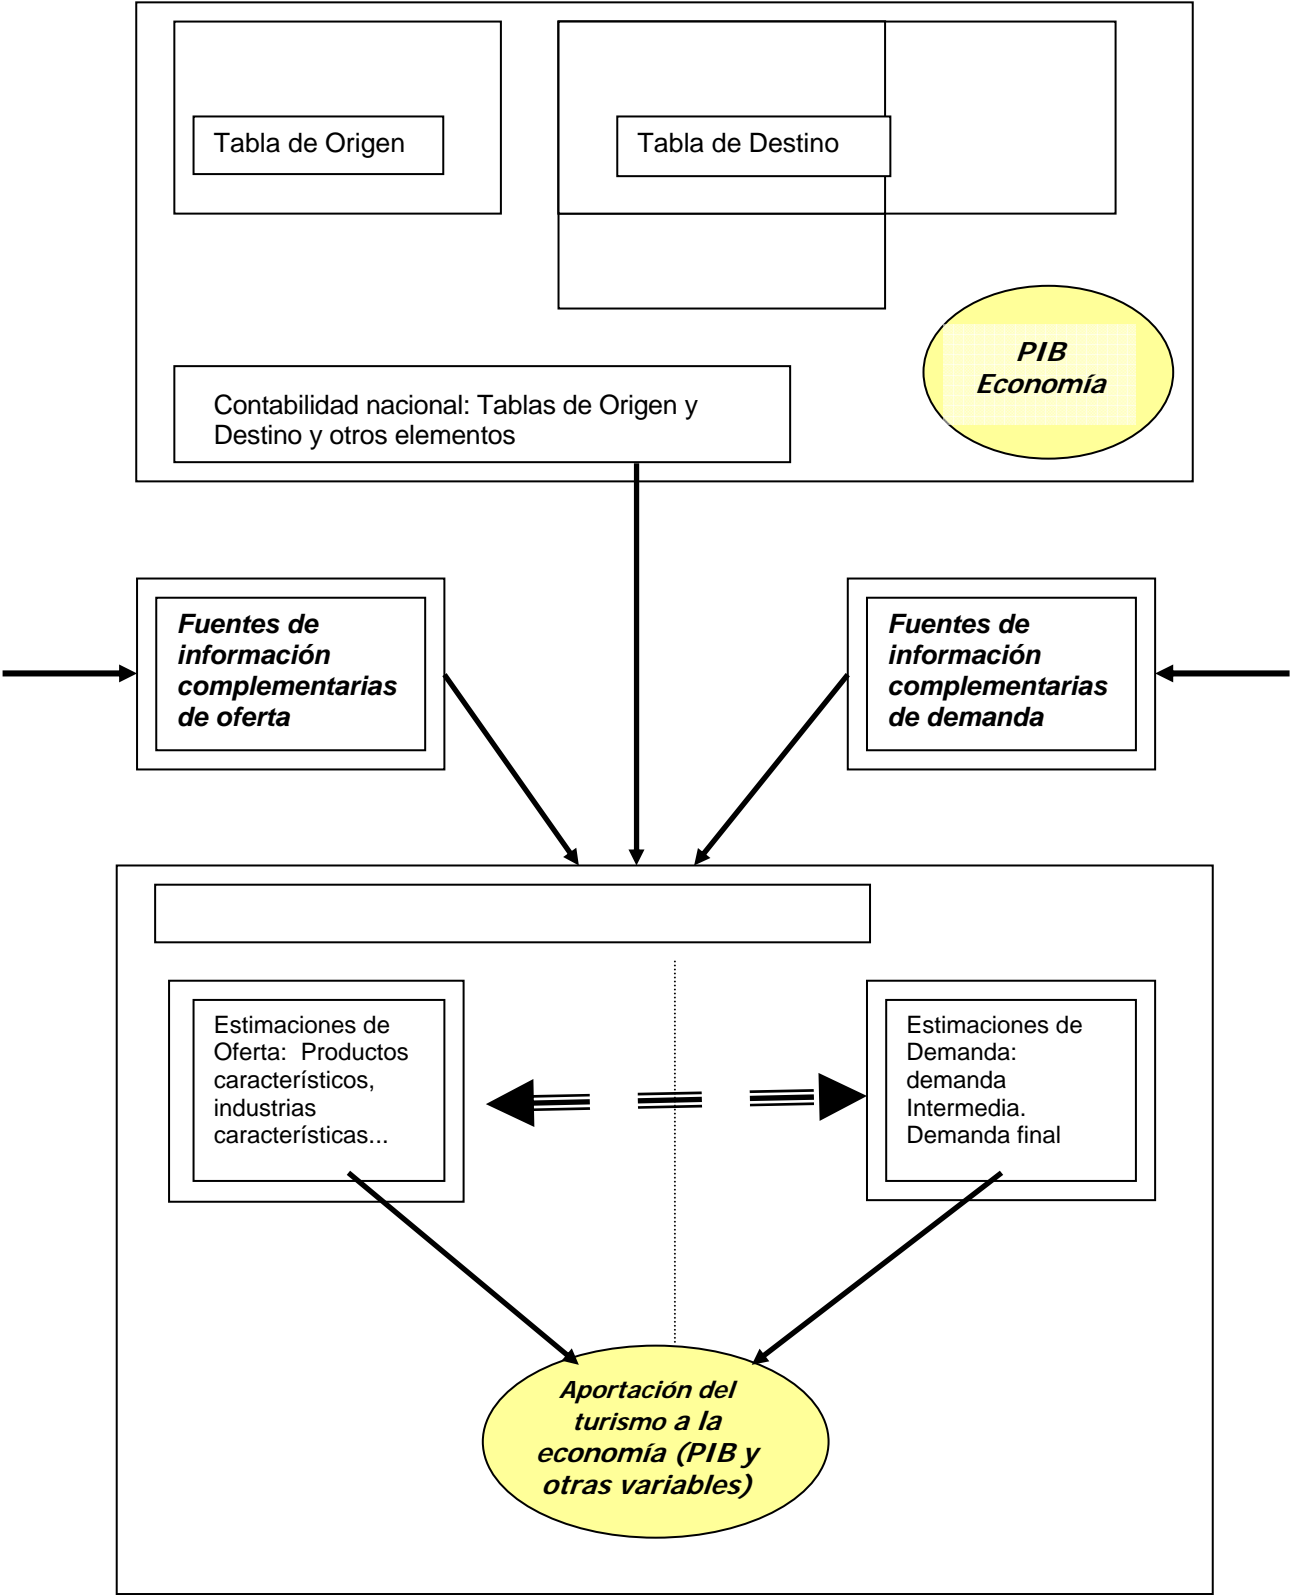 Tabla de Origen
Tabla de Destino
PIB
Economía
Contabilidad nacional: Tablas de Origen y
Destino y otros elementos
Fuentes de
información
complementarias
de oferta
Fuentes de
información
complementarias
de demanda
Estimaciones de
Oferta:  Productos
característicos,
industrias
características...
Estimaciones de
Demanda:
demanda
Intermedia.
Demanda final
Aportación del
turismo a la
economía (PIB y
otras variables)